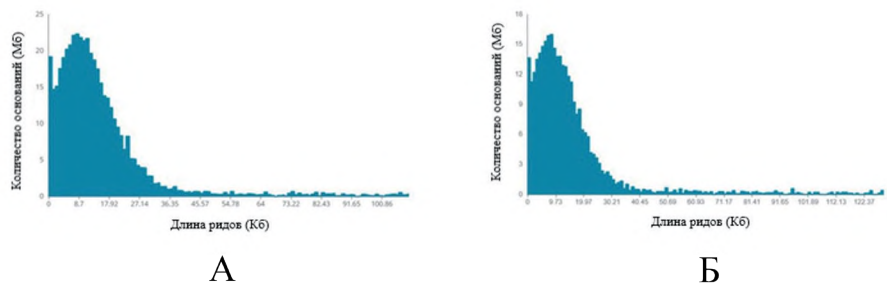 Количество оснований (Мб)
25
20
15
10
5
0
0 8.7 17.92 27.14 36.35 45.57 54.78 64 73.22 82.43 91.65 100.86
Длина ридов (Кб)
А
Количество оснований (Мб)
18
15
12
9
6
3
0
0 9.73 19.97 30.21 40.45 50.69 60.93 71.17 81.41 91.65 101.89 112.13 122.37
Длина ридов (Кб)
Б